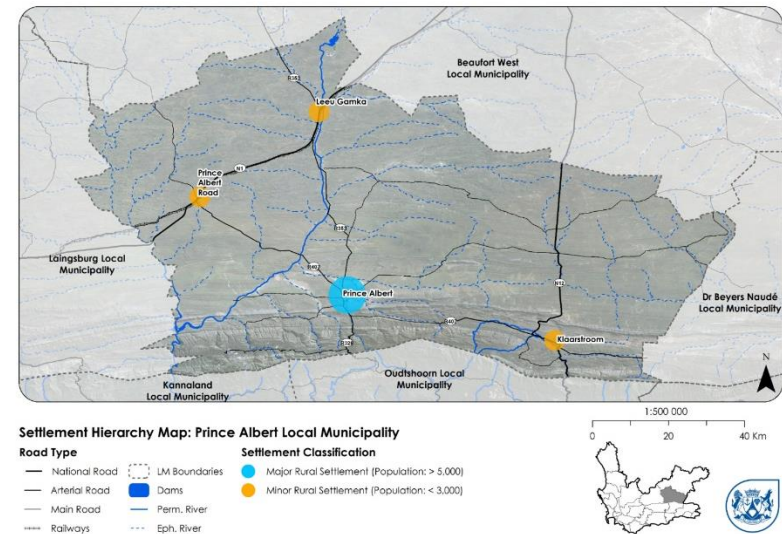 Beaufort West
Local Municipality
R353
Leeu Gamka
N1
Prince
Albert
Road
Laingsburg Local
Municipality
R407
Prince Albert
N12
Dr Beyers Naudé
Local Municipality
Klaarstroom
Kannaland
Local Municipality
Oudtshoorn Local
Municipality
N
1:500 000
0 20 40 Km
Settlement Hierarchy Map: Prince Albert Local Municipality
Road Type
National Road
Arterial Road
Main Road
Railways
LM Boundaries
Dams
Perm. River
Eph. River
Settlement Classification
Major Rural Settlement (Population: > 5,000)
Minor Rural Settlement (Population: < 3,000)